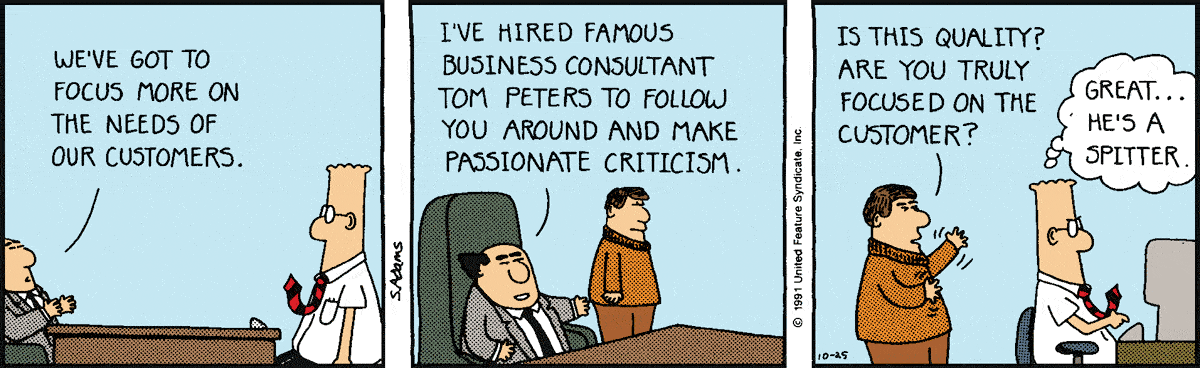 WE'VE GOT TO
FOCUS MORE ON
THE NEEDS OF
OUR CUSTOMERS.
S.Adams
I'VE HIRED FAMOUS
BUSINESS CONSULTANT
TOM PETERS TO FOLLOW
YOU AROUND AND MAKE
PASSIONATE CRITICISM.
© 1991 United Feature Syndicate, Inc.
IS THIS QUALITY?
ARE YOU TRULY
FOCUSED ON THE
CUSTOMER?
GREAT...
HE'S A
SPITTER.
10-25